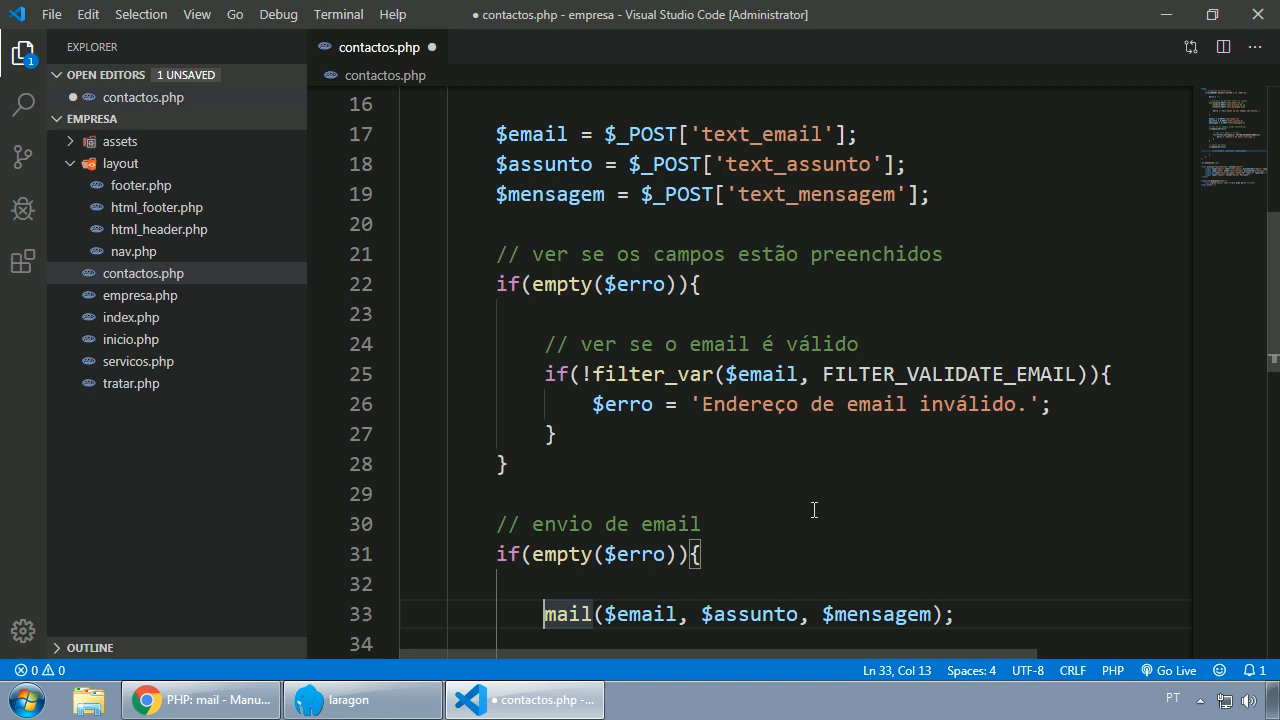 File Edit Selection View Go Debug Terminal Help
● contactos.php - empresa - Visual Studio Code [Administrator]
EXPLORER
OPEN EDITORS 1 UNSAVED
contactos.php
EMPRESA
assets
layout
footer.php
html_footer.php
html_header.php
nav.php
contactos.php
empresa.php
index.php
inicio.php
servicos.php
tratar.php
OUTLINE
contactos.php
contactos.php
16
17 $email = $_POST['text_email'];
18 $assunto = $_POST['text_assunto'];
19 $mensagem = $_POST['text_mensagem'];
20
21 // ver se os campos estão preenchidos
22 if(empty($erro)){
23
24 // ver se o email é válido
25 if(!filter_var($email, FILTER_VALIDATE_EMAIL)){
26 $erro = 'Endereço de email inválido.';
27 }
28 }
29
30 // envio de email
31 if(empty($erro)){
32
33 mail($email, $assunto, $mensagem);
34
1
0 0
Ln 33, Col 13 Spaces: 4 UTF-8 CRLF PHP Go Live 1
PHP: mail - Manu...
laragon
● contactos.php -...
PT